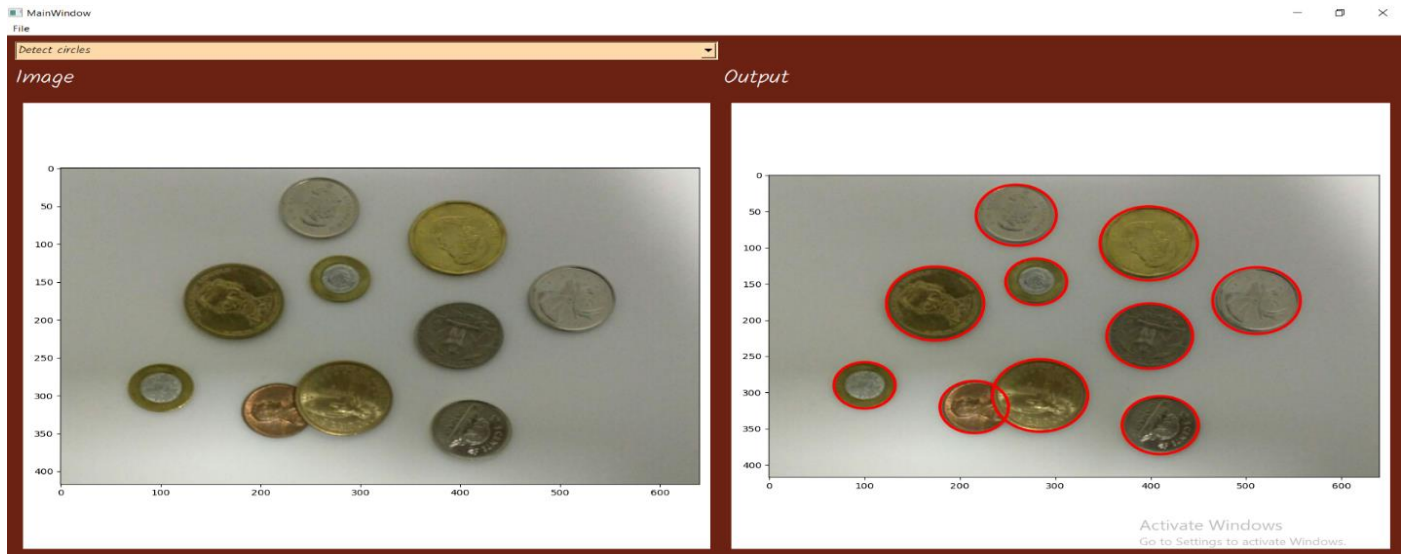 MainWindow
File
Detect circles
Image
Output
0
50
100
150
200
250
300
350
400
0 100 200 300 400 500 600
0
50
100
150
200
250
300
350
400
0 100 200 300 400 500 600
Activate Windows
Go to Settings to activate Windows.